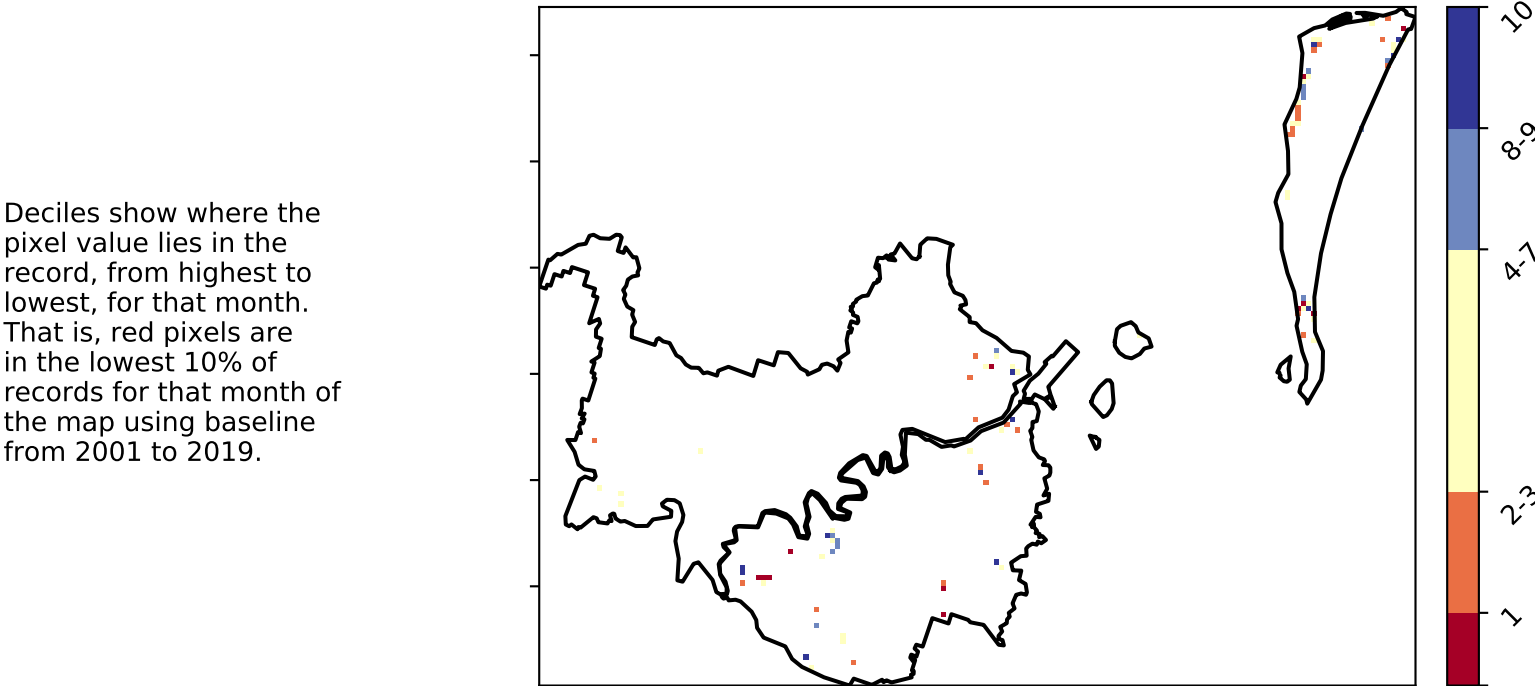 Deciles show where the
pixel value lies in the
record, from highest to
lowest, for that month.
That is, red pixels are
in the lowest 10% of
records for that month of
the map using baseline
from 2001 to 2019.
10
8-9
4-7
2-3
1